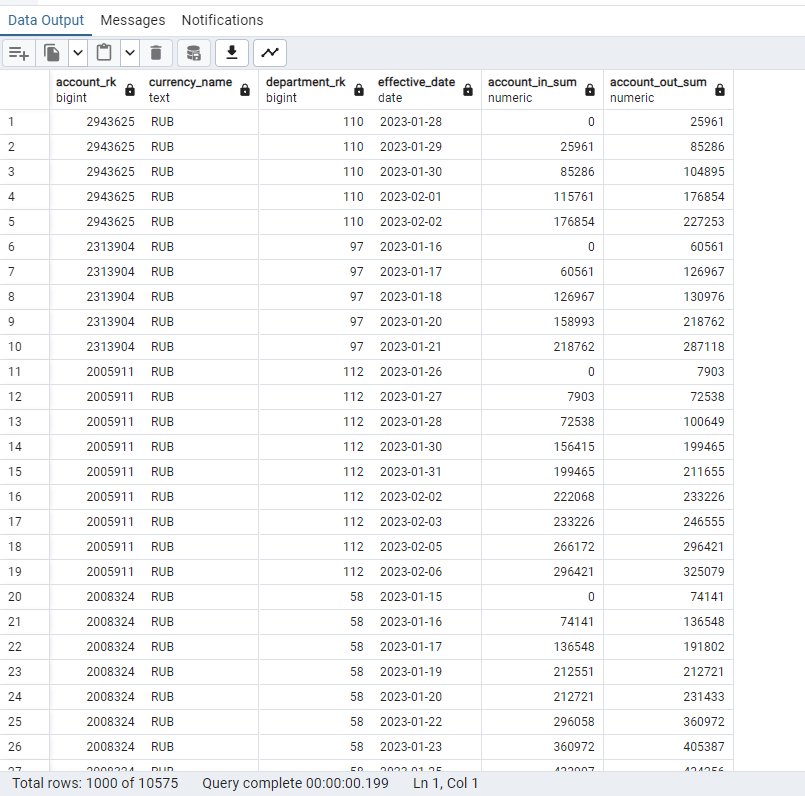 Data Output Messages Notifications
account_rk currency_name department_rk effective_date account_in_sum account_out_sum
bigint text bigint date numeric numeric
1 2943625 RUB 110 2023-01-28 0 25961
2 2943625 RUB 110 2023-01-29 25961 85286
3 2943625 RUB 110 2023-01-30 85286 104895
4 2943625 RUB 110 2023-02-01 115761 176854
5 2943625 RUB 110 2023-02-02 176854 227253
6 2313904 RUB 97 2023-01-16 0 60561
7 2313904 RUB 97 2023-01-17 60561 126967
8 2313904 RUB 97 2023-01-18 126967 130976
9 2313904 RUB 97 2023-01-20 158993 218762
10 2313904 RUB 97 2023-01-21 218762 287118
11 2005911 RUB 112 2023-01-26 0 7903
12 2005911 RUB 112 2023-01-27 7903 72538
13 2005911 RUB 112 2023-01-28 72538 100649
14 2005911 RUB 112 2023-01-30 156415 199465
15 2005911 RUB 112 2023-01-31 199465 211655
16 2005911 RUB 112 2023-02-02 222068 233226
17 2005911 RUB 112 2023-02-03 233226 246555
18 2005911 RUB 112 2023-02-05 266172 296421
19 2005911 RUB 112 2023-02-06 296421 325079
20 2008324 RUB 58 2023-01-15 0 74141
21 2008324 RUB 58 2023-01-16 74141 136548
22 2008324 RUB 58 2023-01-17 136548 191802
23 2008324 RUB 58 2023-01-19 212551 212721
24 2008324 RUB 58 2023-01-20 212721 231433
25 2008324 RUB 58 2023-01-22 296058 360972
26 2008324 RUB 58 2023-01-23 360972 405387
Total rows: 1000 of 10575 Query complete 00:00:00.199 Ln 1, Col 1